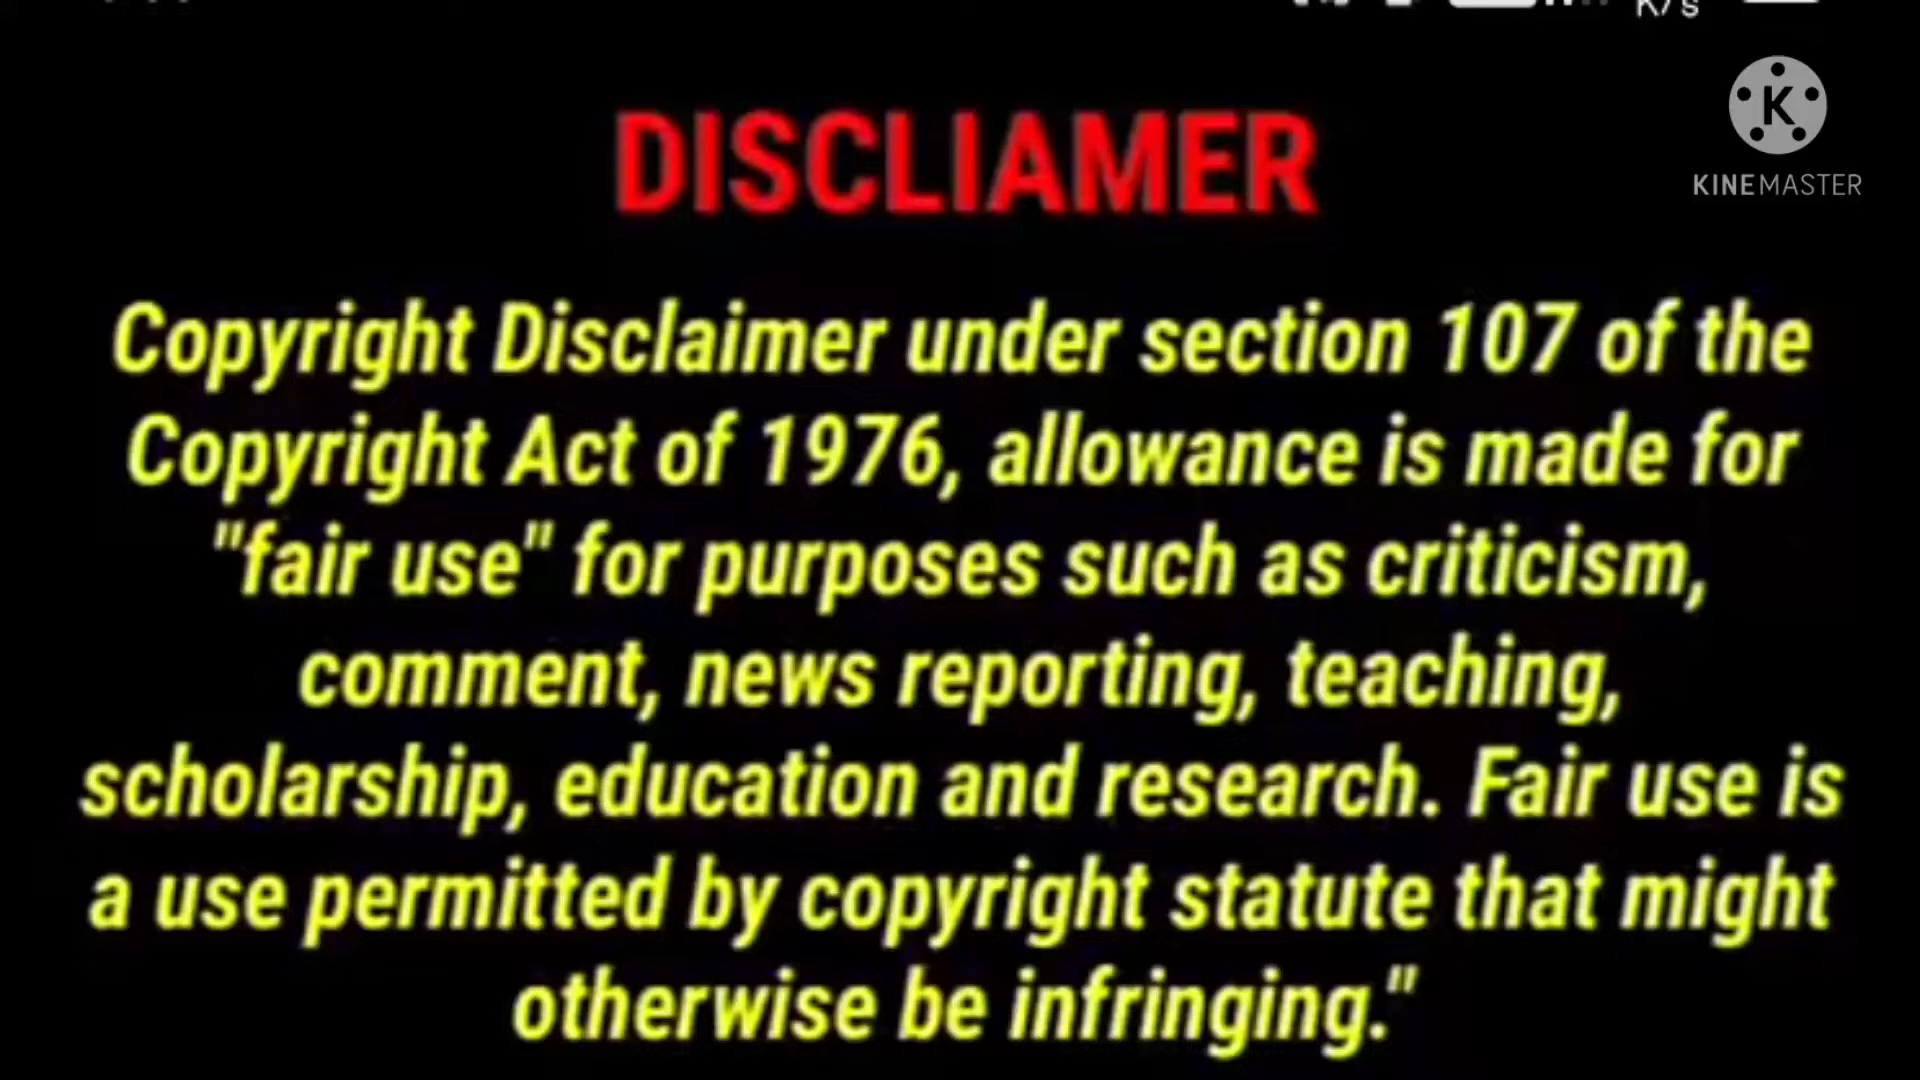 K/s
K
KINEMASTER
DISCLIAMER
Copyright Disclaimer under section 107 of the
Copyright Act of 1976, allowance is made for
"fair use" for purposes such as criticism,
comment, news reporting, teaching,
scholarship, education and research. Fair use is
a use permitted by copyright statute that might
otherwise be infringing."